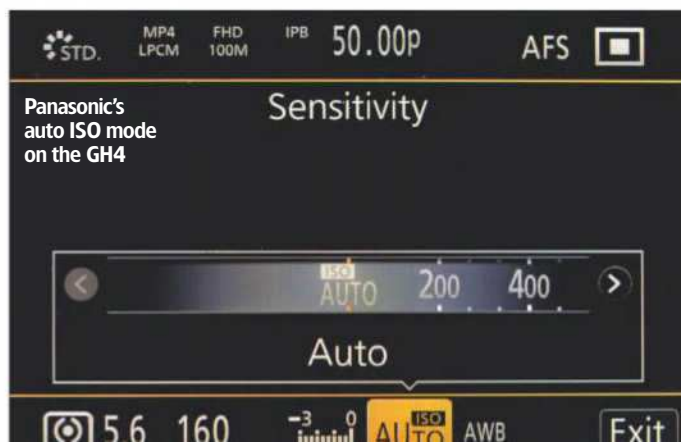 STD. MP4 FHD IPB 50.00p AFS
LPCM 100M
Panasonic's
auto ISO mode
on the GH4
Sensitivity
ISO
AUTO 200 400
Auto
5.6 160 -3 0 AUTO ISO AWB Exit